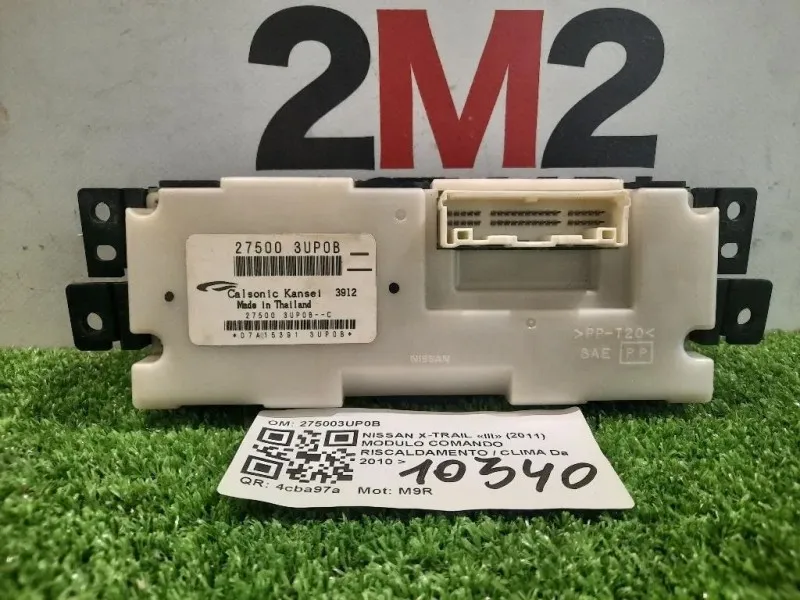 2M2
27500 3UP0B
Calsonic Kansei 3912
Made in Thailand
27500 3UP0B--C
*07A15391 3UP0B*
NISSAN
>PP-T20<
SAE PP
OM: 275003UP0B
NISSAN X-TRAIL «III» (2011)
MODULO COMANDO
RISCALDAMENTO / CLIMA Da
2010 >
10340
QR: 4cba97a Mot: M9R